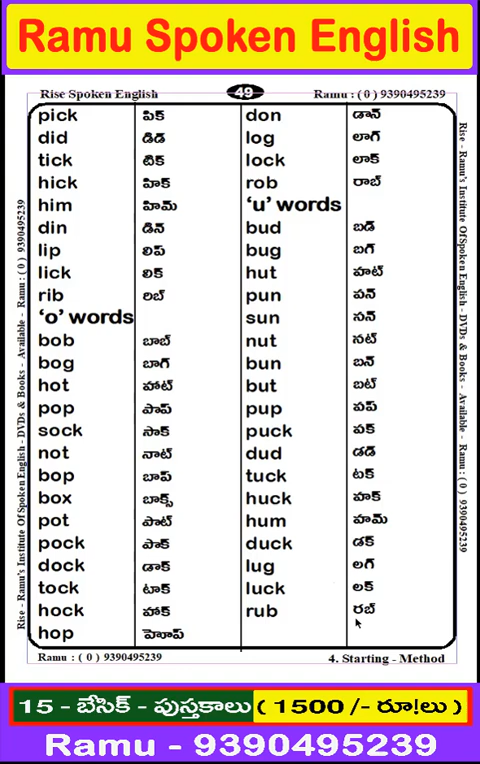 Ramu Spoken English
Rise Spoken English 49 Ramu : ( 0 ) 9390495239
pick పిక్
did డిడ్
tick టిక్
hick హిక్
him హిమ్
din డిన్
lip లిప్
lick లిక్
rib రిబ్
‘o’ words
bob బాబ్
bog బాగ్
hot హాట్
pop పాప్
sock సాక్
not నాట్
bop బాప్
box బాక్స్
pot పాట్
pock పాక్
dock డాక్
tock టాక్
hock హాక్
hop హాప్
don డాన్
log లాగ్
lock లాక్
rob రాబ్
‘u’ words
bud బడ్
bug బగ్
hut హట్
pun పన్
sun సన్
nut నట్
bun బన్
but బట్
pup పప్
puck పక్
dud డడ్
tuck టక్
huck హక్
hum హమ్
duck డక్
lug లగ్
luck లక్
rub రబ్
Rise - Ramu's Institute Of Spoken English - DVDs & Books - Available - Ramu : ( 0 ) 9390495239
Rise - Ramu's Institute Of Spoken English - DVDs & Books - Available - Ramu : ( 0 ) 9390495239
Ramu : ( 0 ) 9390495239 4. Starting - Method
15 - బేసిక్ - పుస్తకాలు ( 1500 /- రూ!లు )
Ramu - 9390495239